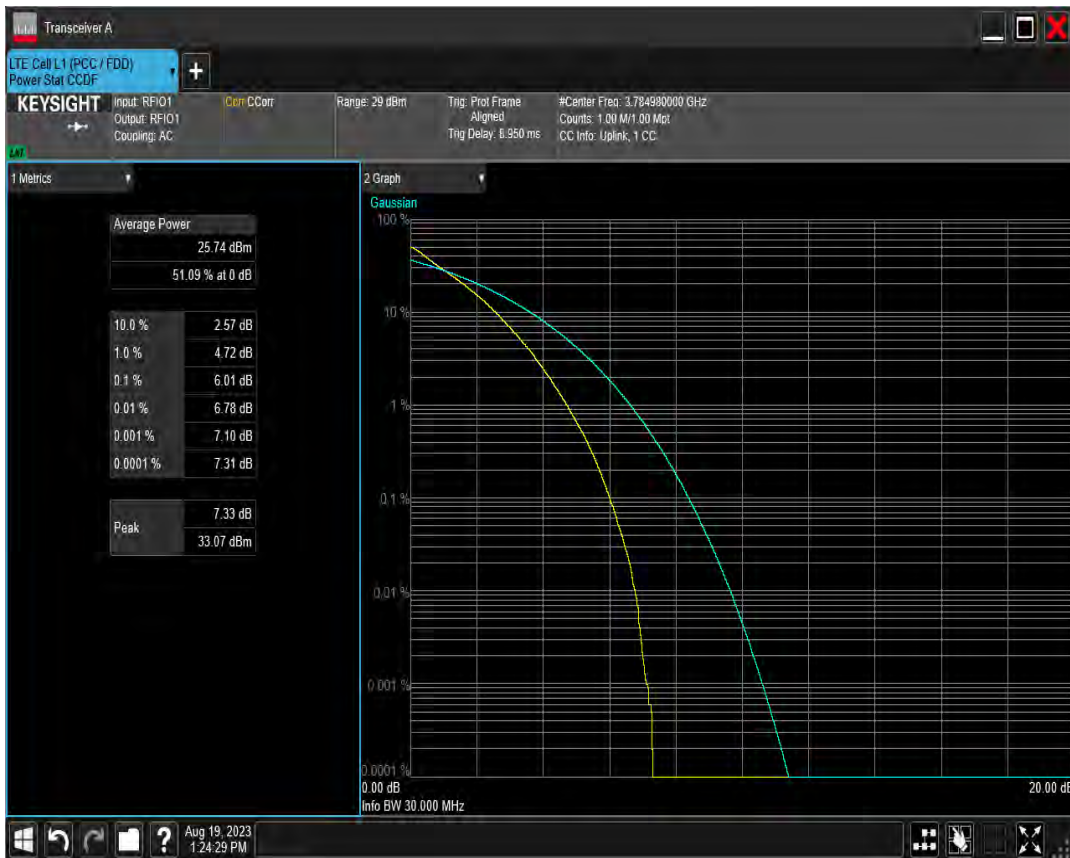 Transceiver A
LTE Cell L1 (PCC / FDD)
Power Stat CCDF
+
KEYSIGHT
Input: RFIO1
Output: RFIO1
Coupling: AC
Corr CCorr
Range: 29 dBm
Trig: Prot Frame
Aligned
Trig Delay: 8.950 ms
#Center Freq: 3.784980000 GHz
Counts: 1.00 M/1.00 Mpt
CC Info: Uplink, 1 CC
1 Metrics
Average Power
25.74 dBm
51.09 % at 0 dB
10.0 % 2.57 dB
1.0 % 4.72 dB
0.1 % 6.01 dB
0.01 % 6.78 dB
0.001 % 7.10 dB
0.0001 % 7.31 dB
Peak
7.33 dB
33.07 dBm
2 Graph
Gaussian
100 %
10 %
1 %
0.1 %
0.01 %
0.001 %
0.0001 %
0.00 dB
20.00 dB
Info BW 30.000 MHz
?
Aug 19, 2023
1:24:29 PM